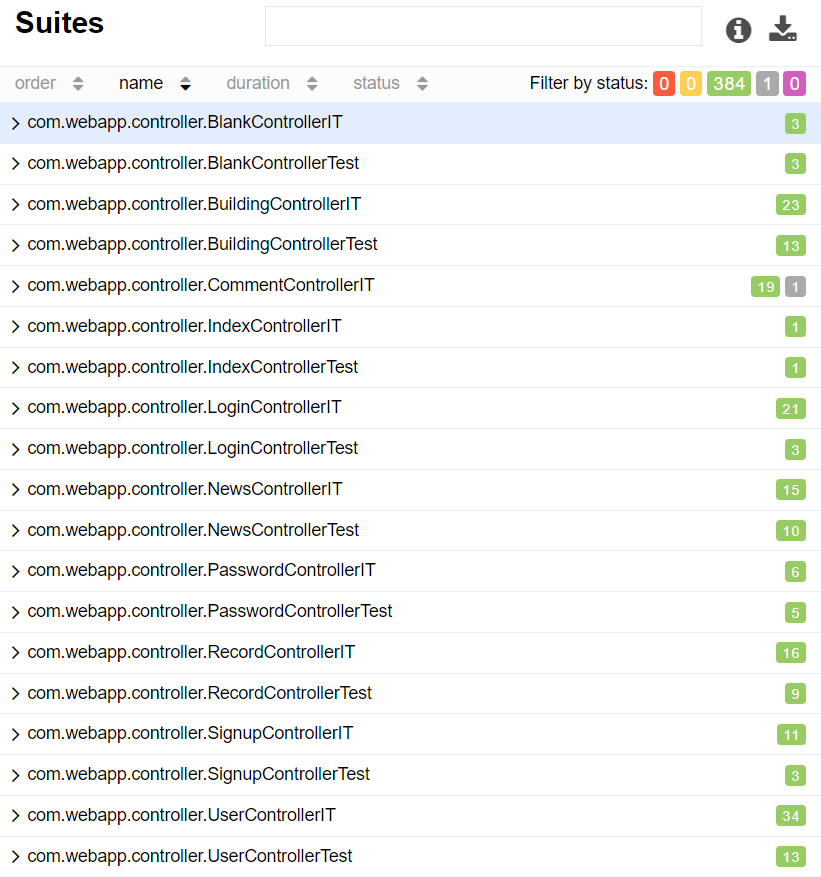 Suites
order name duration status Filter by status: 0 0 384 1 0
com.webapp.controller.BlankControllerIT 3
com.webapp.controller.BlankControllerTest 3
com.webapp.controller.BuildingControllerIT 23
com.webapp.controller.BuildingControllerTest 13
com.webapp.controller.CommentControllerIT 19 1
com.webapp.controller.IndexControllerIT 1
com.webapp.controller.IndexControllerTest 1
com.webapp.controller.LoginControllerIT 21
com.webapp.controller.LoginControllerTest 3
com.webapp.controller.NewsControllerIT 15
com.webapp.controller.NewsControllerTest 10
com.webapp.controller.PasswordControllerIT 6
com.webapp.controller.PasswordControllerTest 5
com.webapp.controller.RecordControllerIT 16
com.webapp.controller.RecordControllerTest 9
com.webapp.controller.SignupControllerIT 11
com.webapp.controller.SignupControllerTest 3
com.webapp.controller.UserControllerIT 34
com.webapp.controller.UserControllerTest 13